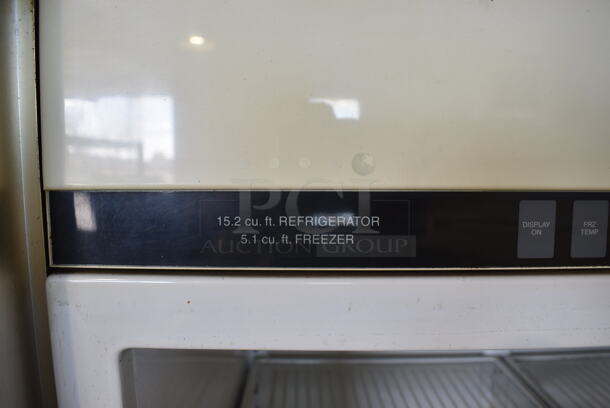 PCI
15.2 cu. ft. REFRIGERATOR
AUCTION GROUP
5.1 cu. ft. FREEZER
DISPLAY
ON
FRZ
TEMP